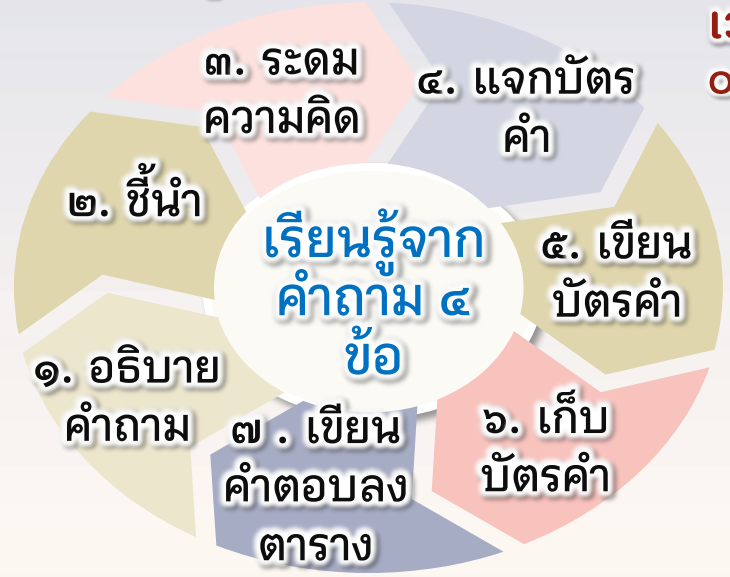 ๓. ระดม
ความคิด
๔. แจกบัตร
คำ
๒. ชี้นำ
เรียนรู้จาก
คำถาม ๔
ข้อ
๕. เขียน
บัตรคำ
๑. อธิบาย
คำถาม
๗ . เขียน
คำตอบลง
ตาราง
๖. เก็บ
บัตรคำ